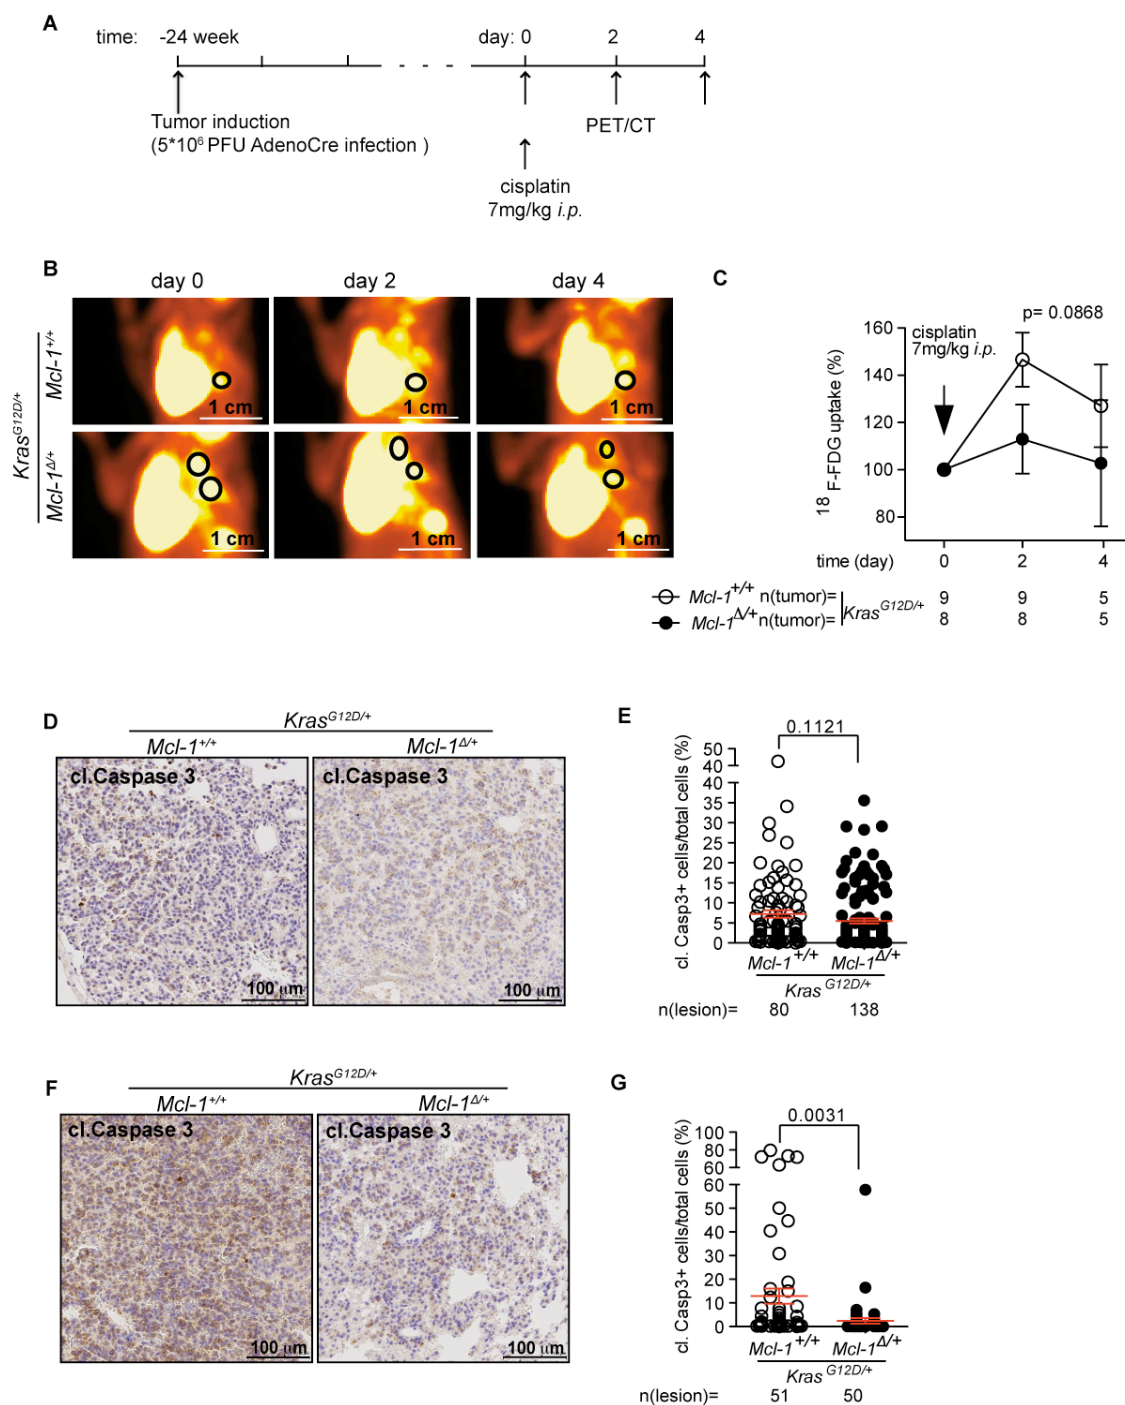 A
time: -24 week day: 0 2 4
Tumor induction
(5*10⁶ PFU AdenoCre infection )
PET/CT
cisplatin
7mg/kg i.p.
B
day 0 day 2 day 4
Kras^G12D/+
Mcl-1^+/+
1 cm 1 cm 1 cm
Mcl-1^Δ/+
1 cm 1 cm 1 cm
C
p= 0.0868
cisplatin
7mg/kg i.p.
¹⁸F-FDG uptake (%)
160
140
120
100
80
time (day) 0 2 4
Mcl-1^+/+ n(tumor)= 9 9 5
Mcl-1^Δ/+ n(tumor)= 8 8 5
Kras^G12D/+
D
Kras^G12D/+
Mcl-1^+/+ Mcl-1^Δ/+
cl.Caspase 3 cl.Caspase 3
100 µm 100 µm
E
0.1121
cl. Casp3+ cells/total cells (%)
50
40
40
35
30
25
20
15
10
5
0
Mcl-1^+/+ Mcl-1^Δ/+
Kras^G12D/+
n(lesion)= 80 138
F
Kras^G12D/+
Mcl-1^+/+ Mcl-1^Δ/+
cl.Caspase 3 cl.Caspase 3
100 µm 100 µm
G
0.0031
cl. Casp3+ cells/total cells (%)
100
80
60
60
50
40
30
20
10
0
Mcl-1^+/+ Mcl-1^Δ/+
Kras^G12D/+
n(lesion)= 51 50